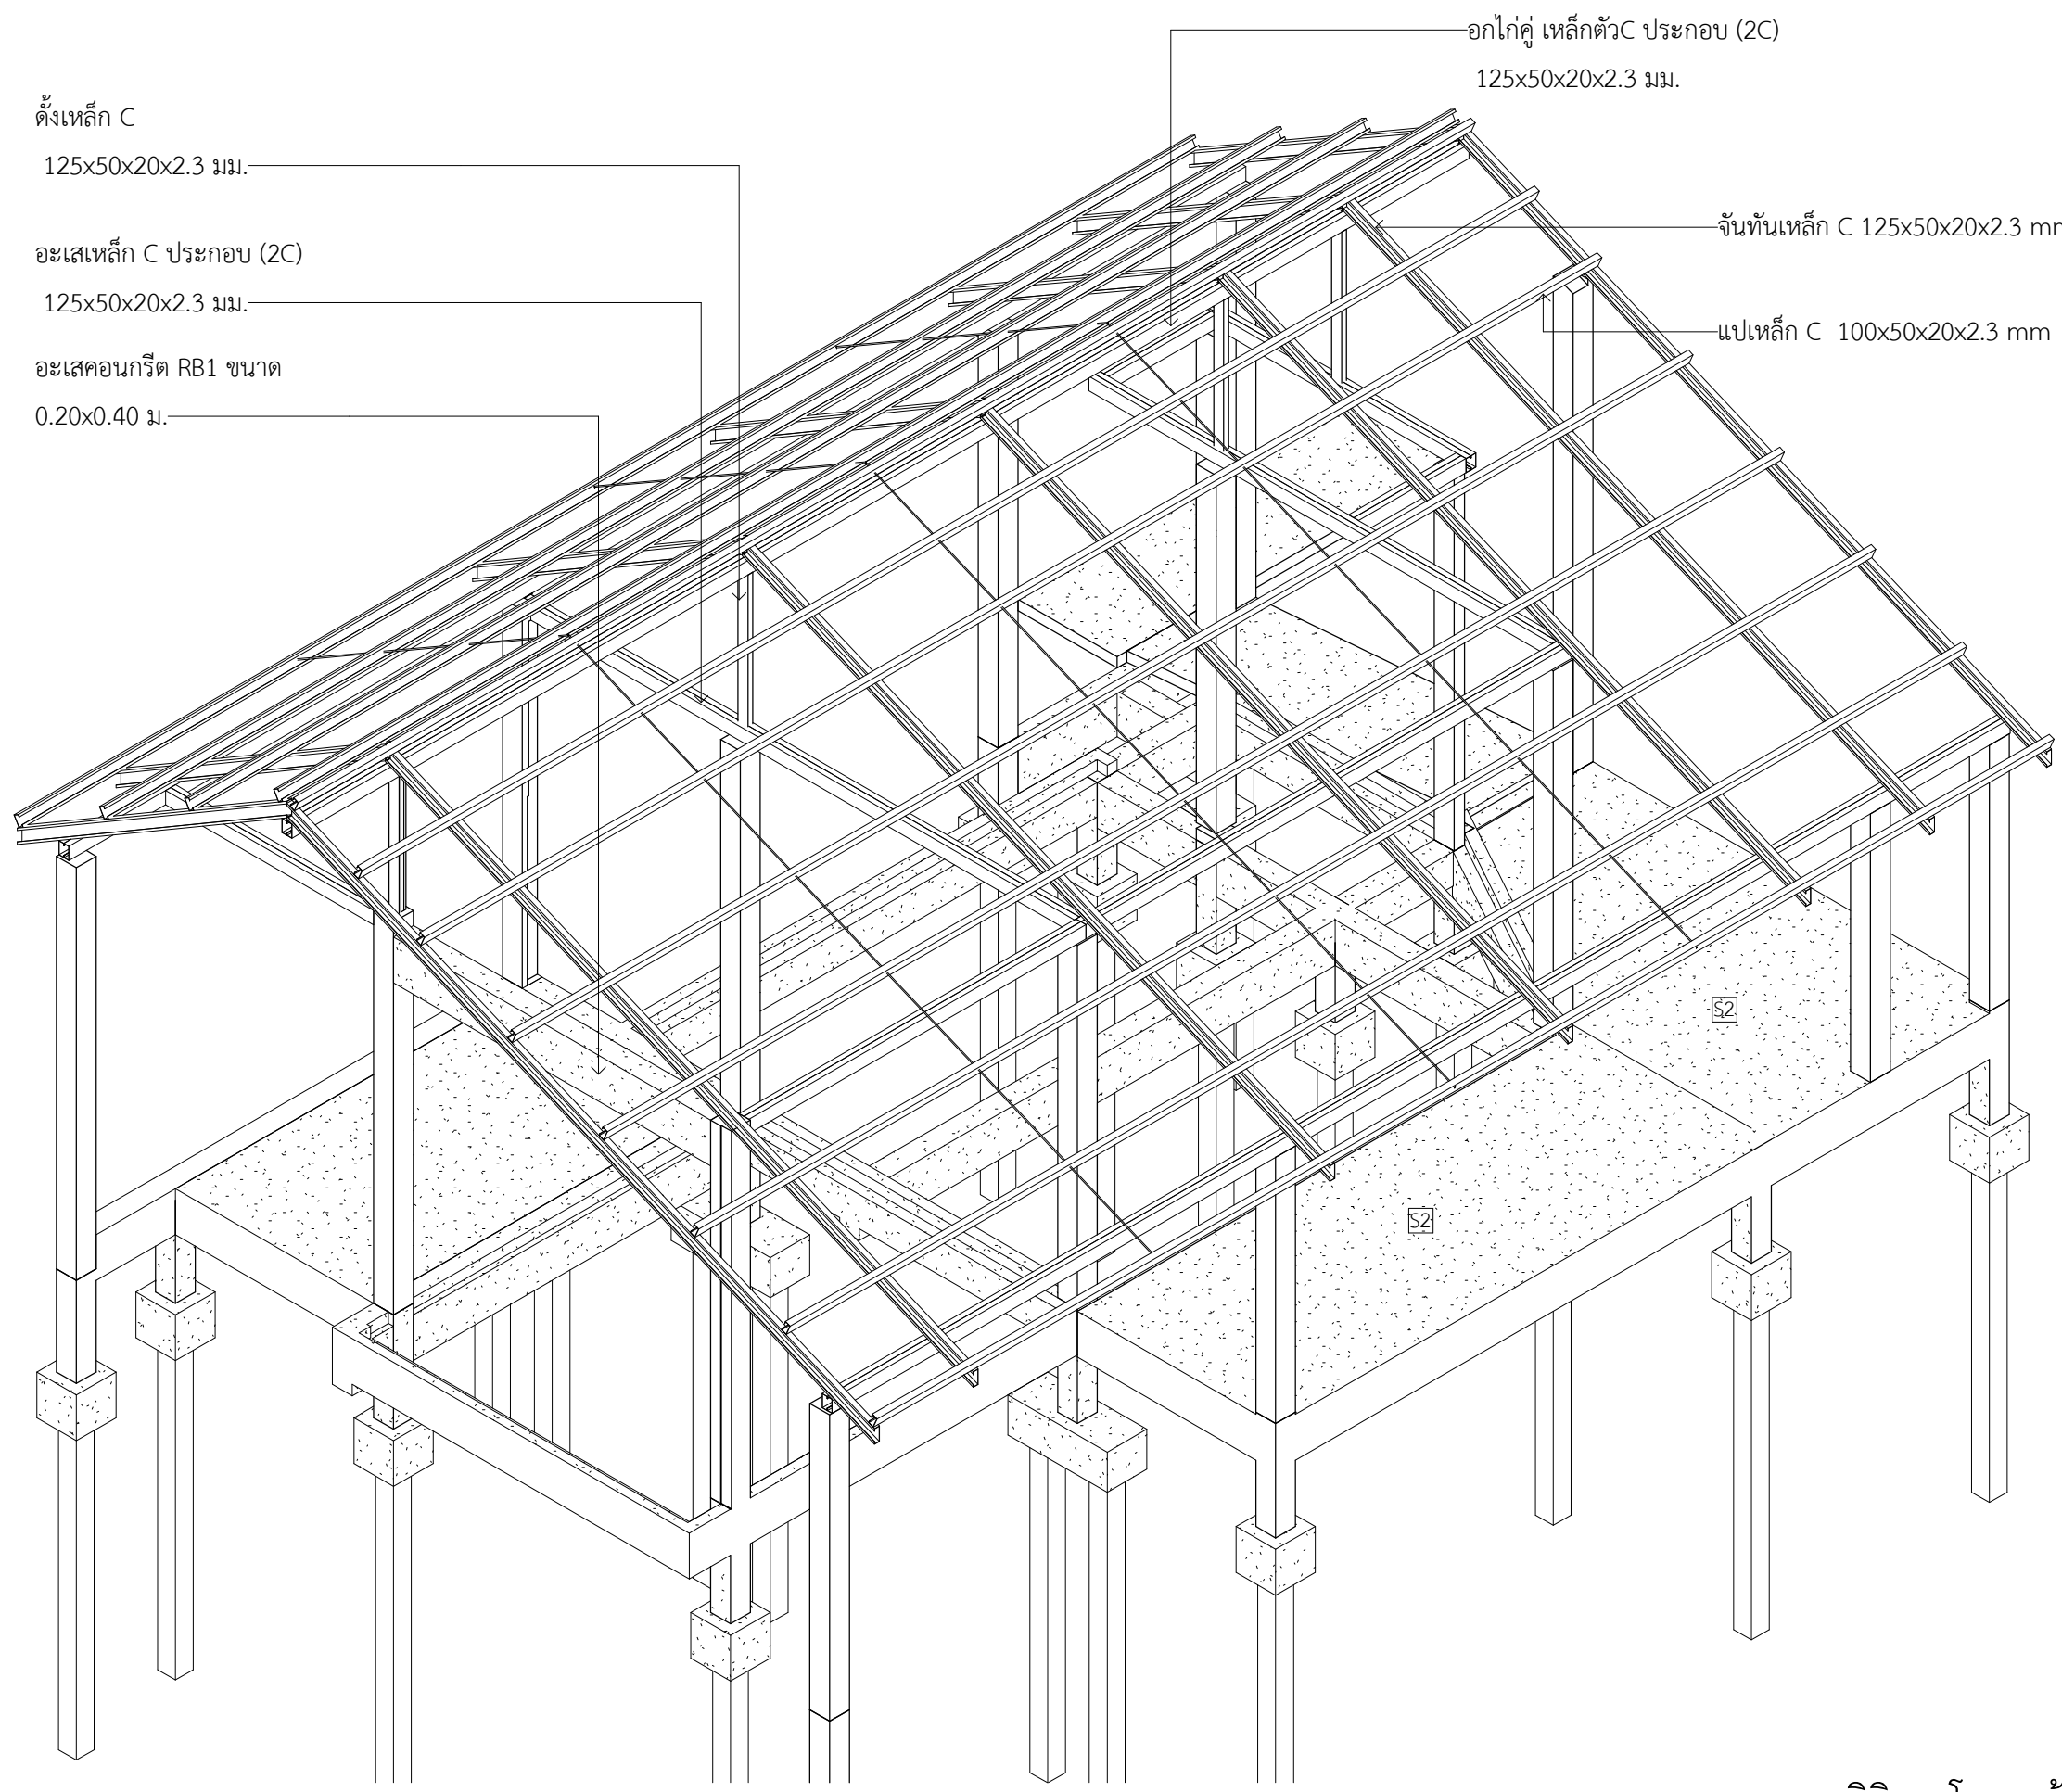 อกไก่คู่ เหล็กตัวC ประกอบ (2C)
125x50x20x2.3 มม.
ดั้งเหล็ก C
125x50x20x2.3 มม.
จันทันเหล็ก C 125x50x20x2.3
อะเสเหล็ก C ประกอบ (2C)
125x50x20x2.3 มม.
แปเหล็ก C 100x50x20x2.3 mm
อะเสคอนกรีต RB1 ขนาด
0.20x0.40 ม.
S2
S2